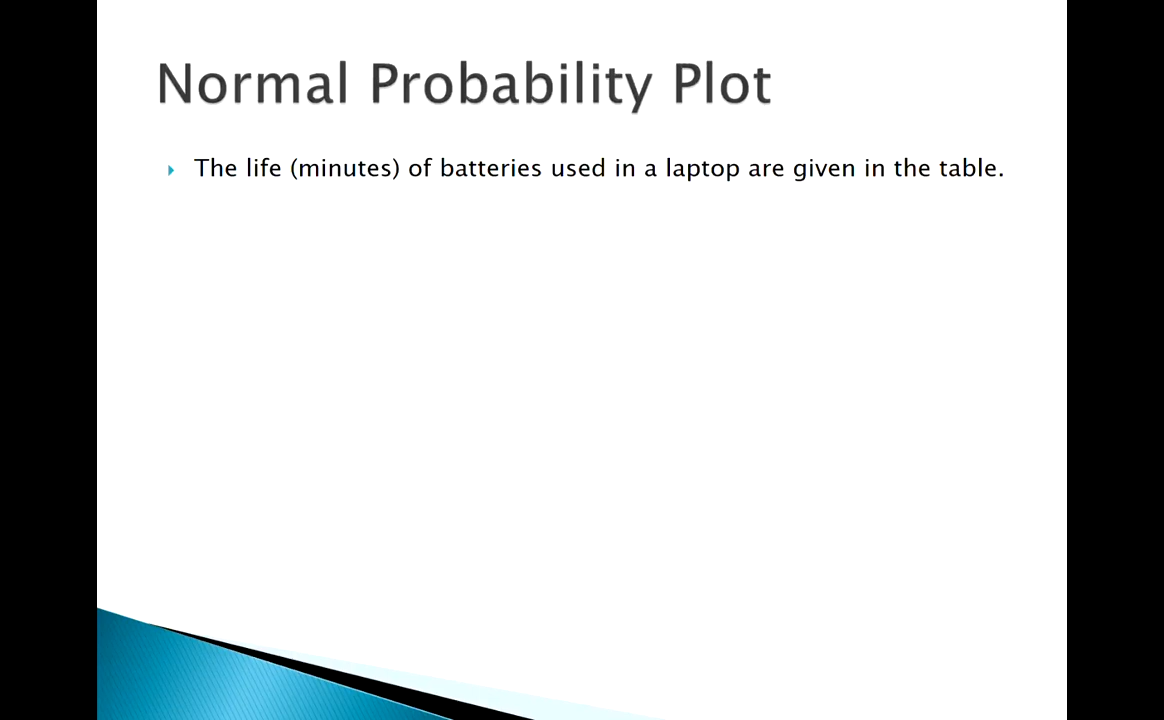 Normal Probability Plot
The life (minutes) of batteries used in a laptop are given in the table.